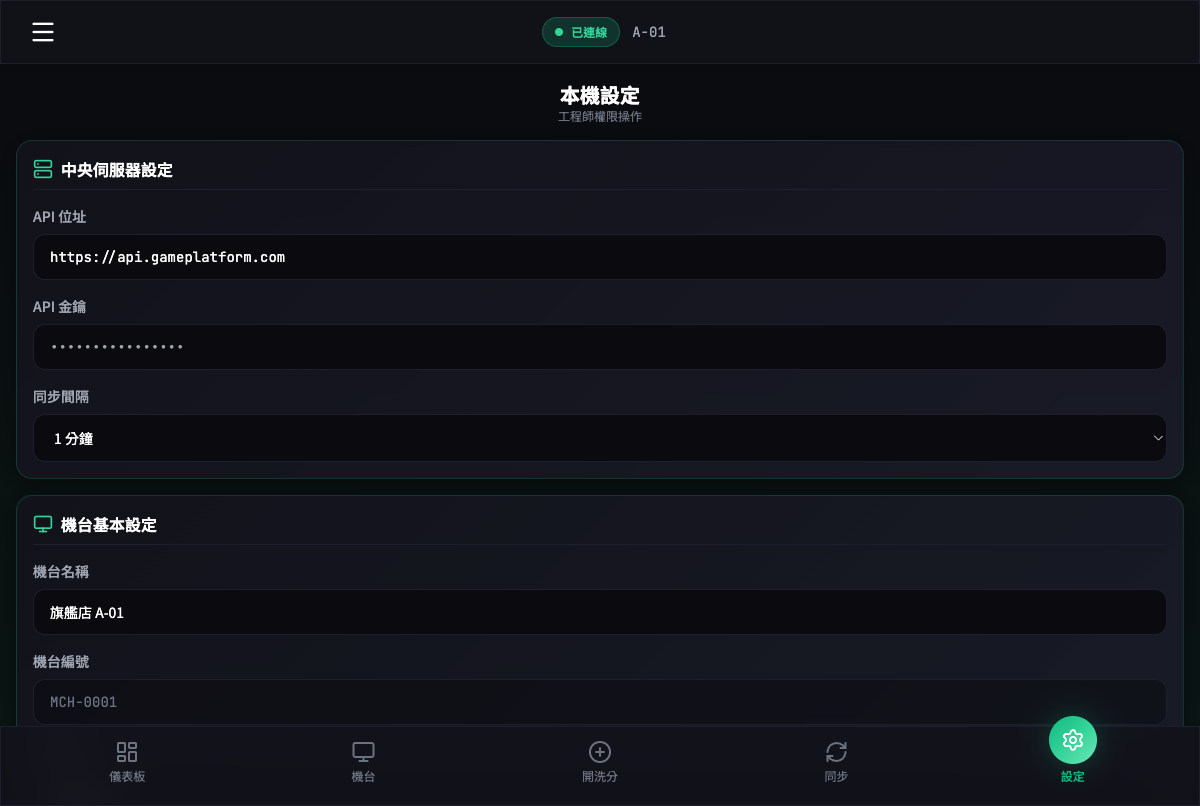 已連線 A-01
本機設定
工程師權限操作
中央伺服器設定
API 位址
https://api.gameplatform.com
API 金鑰
••••••••••••••••
同步間隔
1 分鐘
機台基本設定
機台名稱
旗艦店 A-01
機台編號
MCH-0001
儀表板 機台 開洗分 同步 設定